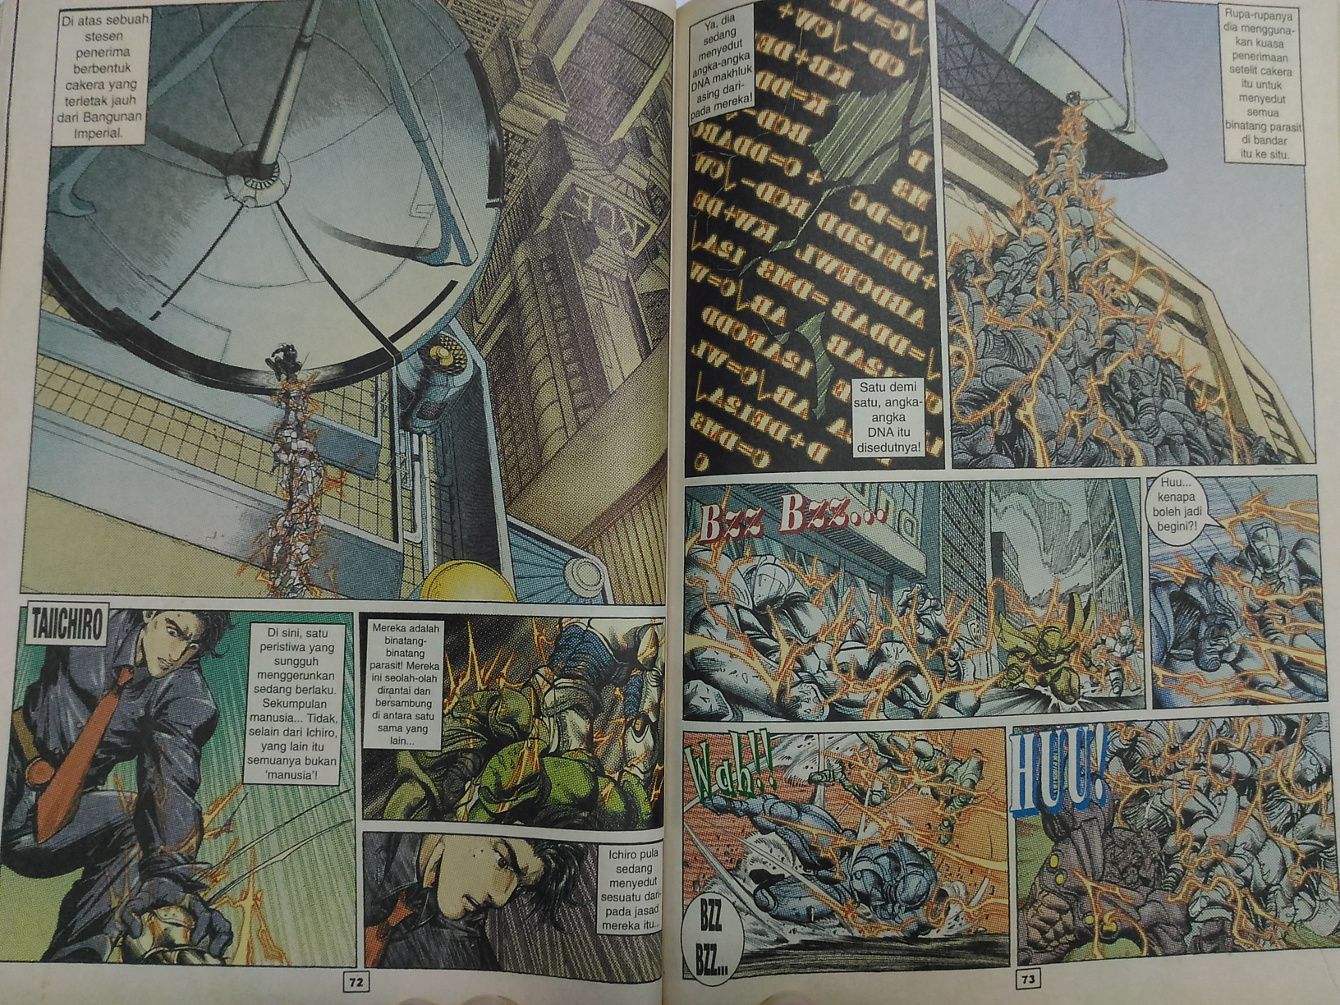 Di atas sebuah
stesen
penerima
berbentuk
cakera yang
terletak jauh
dari Bangunan
Imperial.
TAIICHIRO
Di sini, satu
peristiwa yang
sungguh
menggerunkan
sedang berlaku.
Sekumpulan
manusia... Tidak,
selain dari Ichiro,
yang lain itu
semuanya bukan
'manusia'!
Mereka adalah
binatang-
binatang
parasit! Mereka
ini seolah-olah
dirantai dan
bersambung
di antara satu
sama yang
lain...
Ichiro pula
sedang
menyedut
sesuatu dari-
pada jasad
mereka itu...
72
Ya, dia
sedang
menyedut
angka-angka
DNA makhluk
asing dari-
pada mereka!
Satu demi
satu, angka-
angka
DNA itu
disedutnya!
Rupa-rupanya
dia mengguna-
kan kuasa
penerimaan
setelit cakera
itu untuk
menyedut
semua
binatang parasit
di bandar
itu ke situ.
Bzz Bzz...
Huu...
kenapa
boleh jadi
begini?!
Wah!!
BZZ
BZZ...
HUU!
73